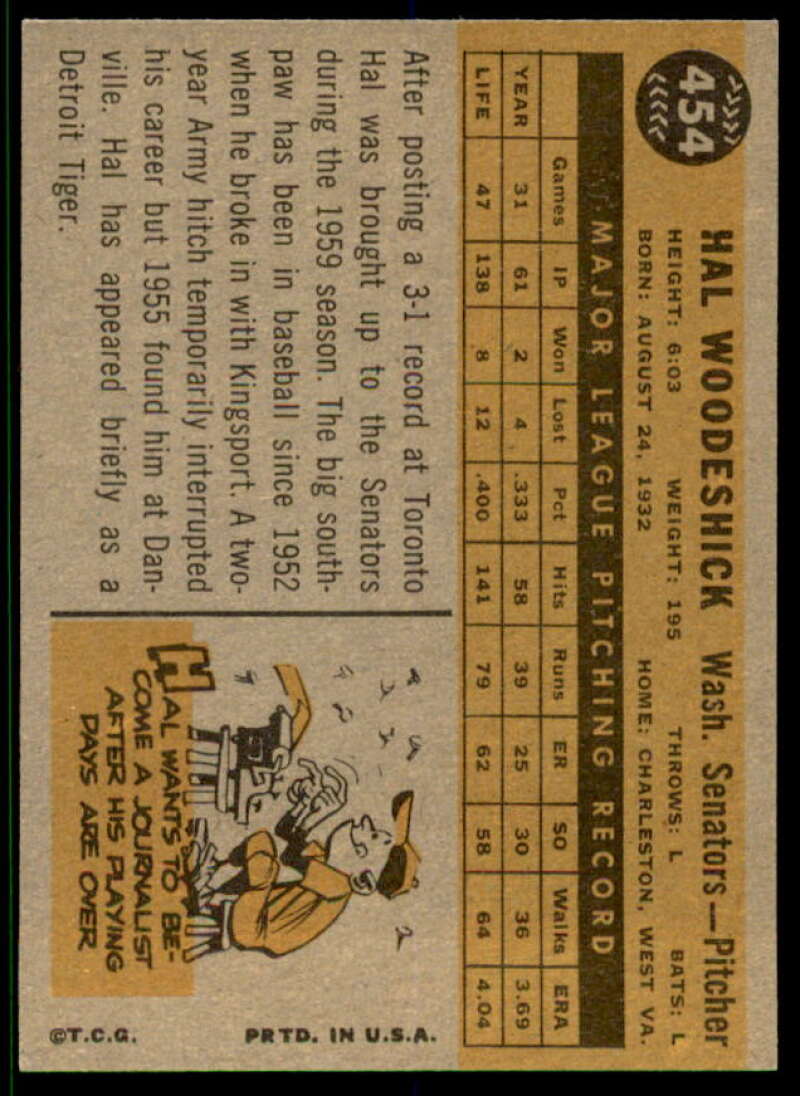 454
HAL WOODESHICK Wash. Senators—Pitcher
HEIGHT: 6:03 WEIGHT: 195 THROWS: L BATS: L
BORN: AUGUST 24, 1932 HOME: CHARLESTON, WEST VA.
MAJOR LEAGUE PITCHING RECORD
Games IP Won Lost Pct Hits Runs ER SO Walks ERA
YEAR 31 61 2 4 .333 58 39 25 30 36 3.69
LIFE 47 138 8 12 .400 141 79 62 58 64 4.04
After posting a 3-1 record at Toronto
Hal was brought up to the Senators
during the 1959 season. The big south-
paw has been in baseball since 1952
when he broke in with Kingsport. A two-
year Army hitch temporarily interrupted
his career but 1955 found him at Dan-
ville. Hal has appeared briefly as a
Detroit Tiger.
HAL WANTS TO BE-
COME A JOURNALIST
AFTER HIS PLAYING
DAYS ARE OVER
©T.C.G. PRTD. IN U.S.A.